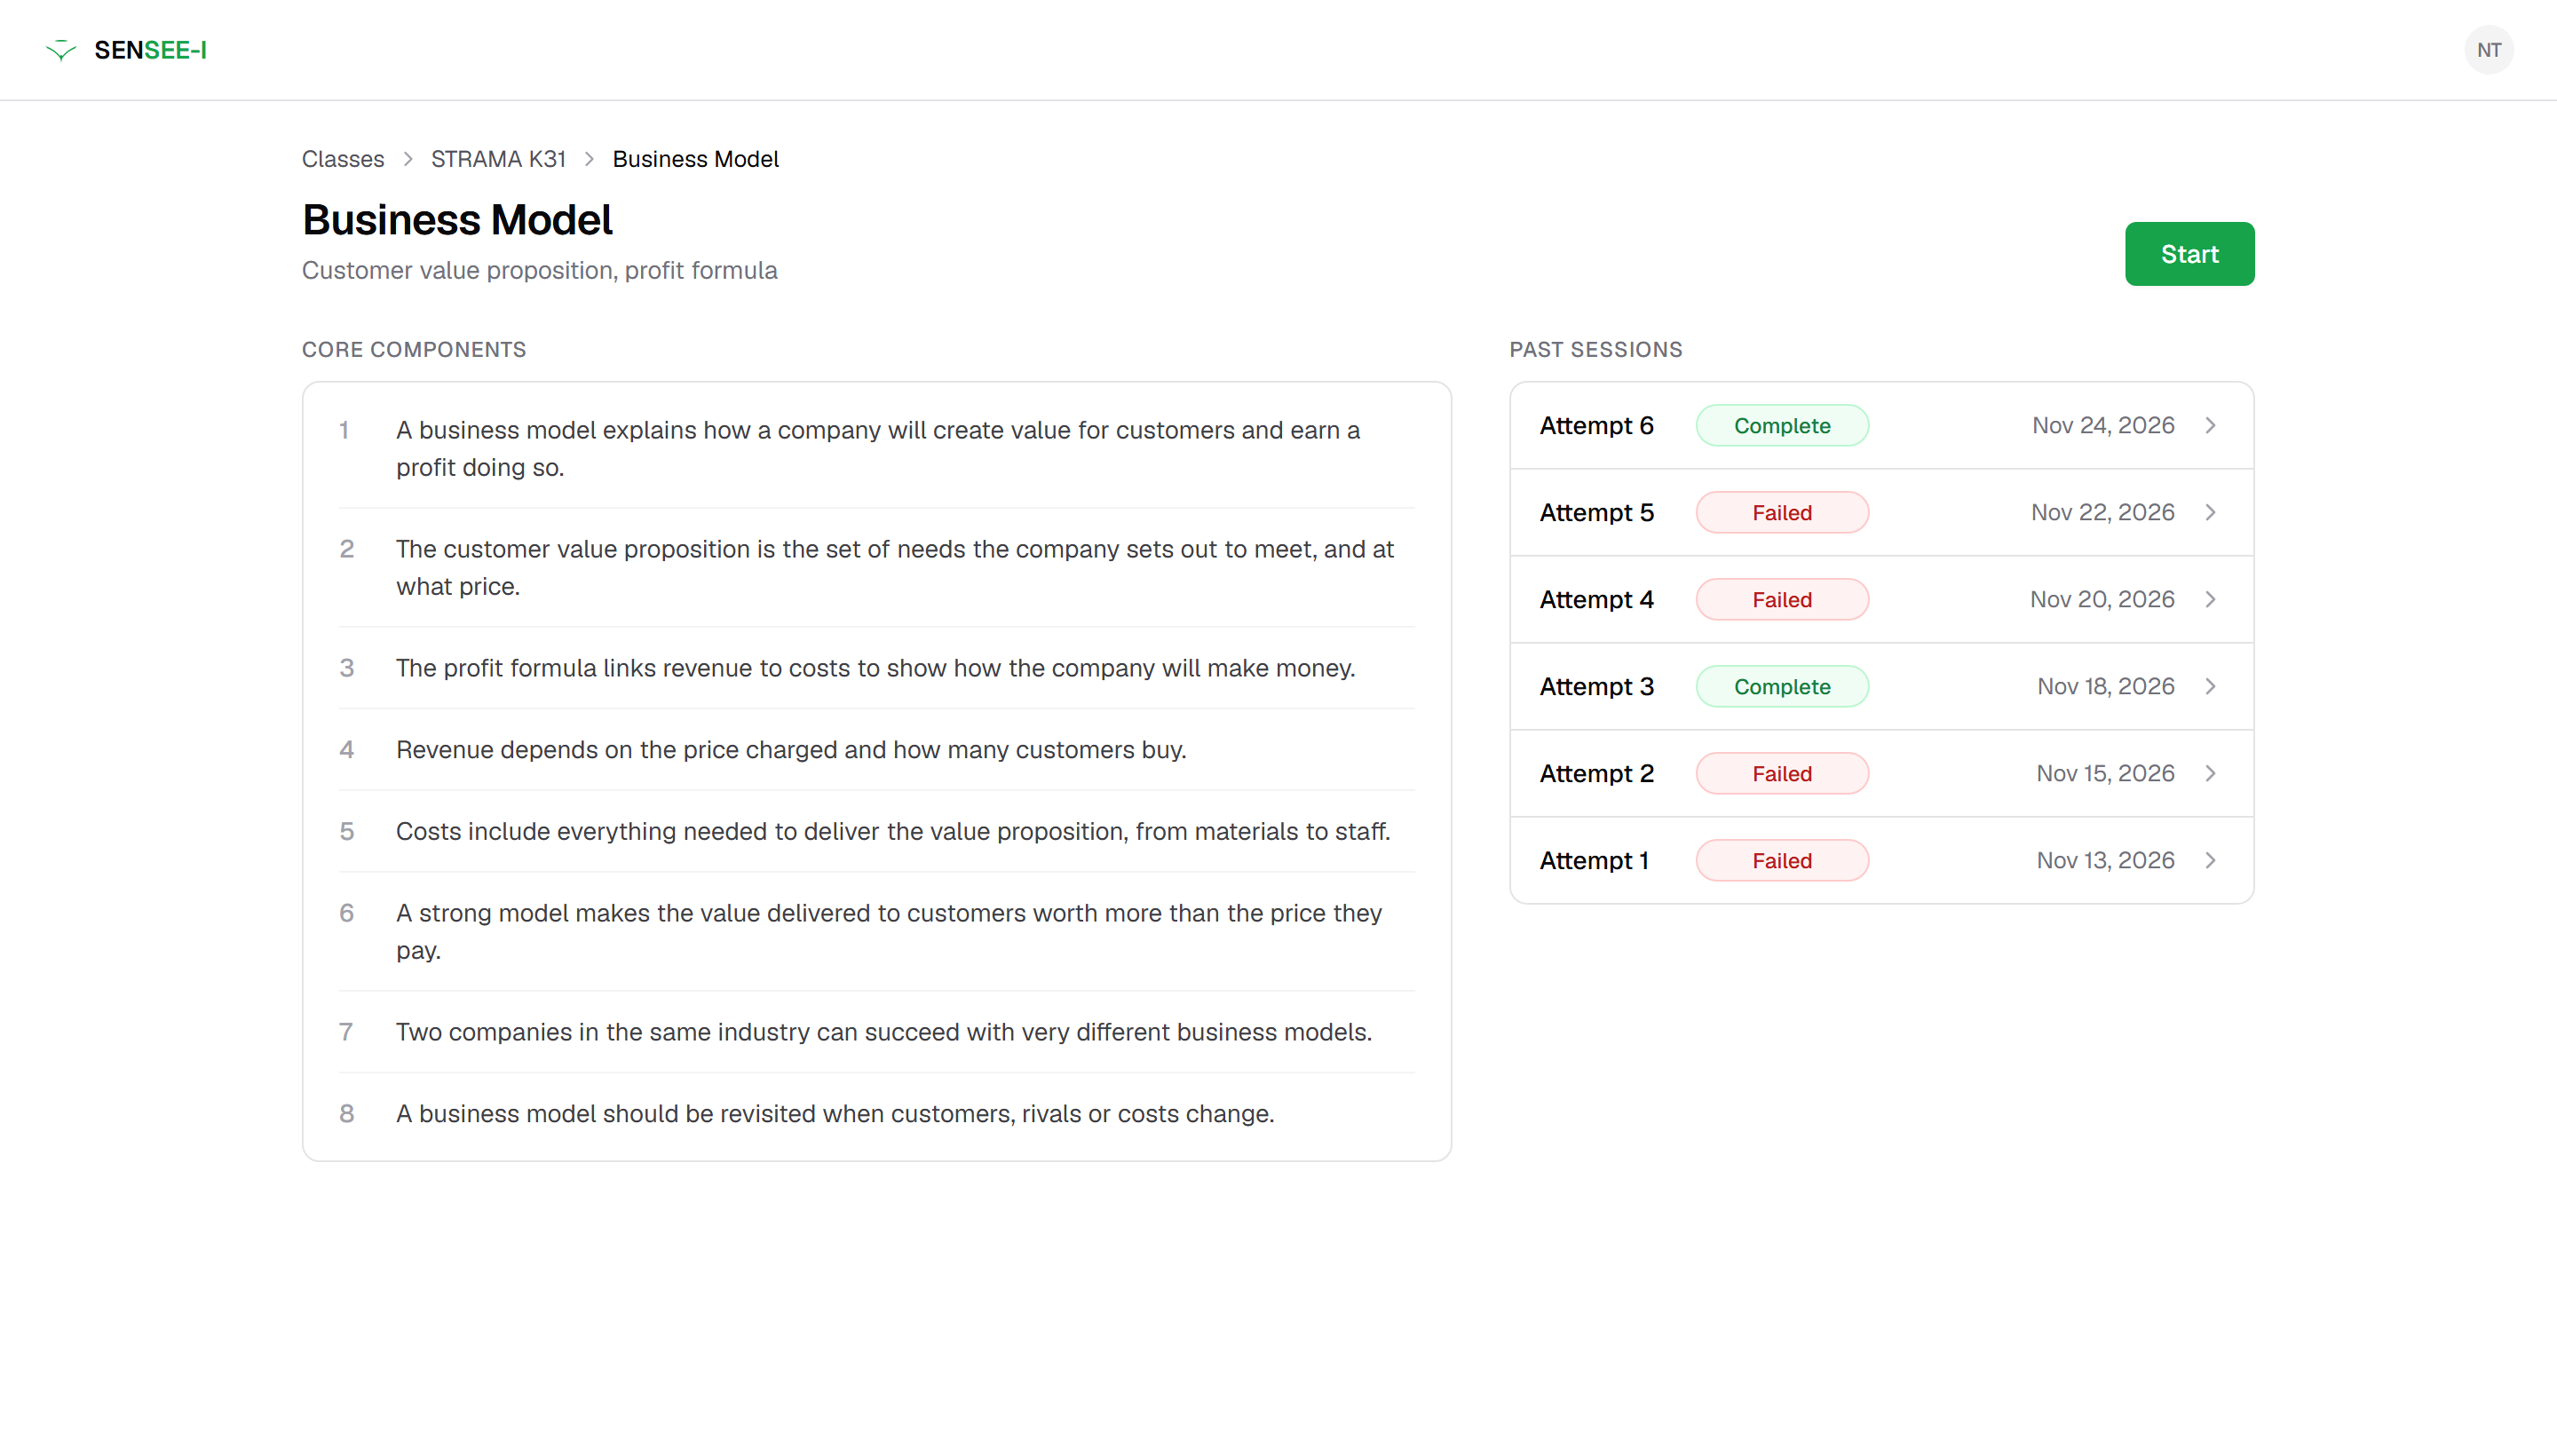 SENSEE-I
NT
Classes > STRAMA K31 > Business Model
Business Model
Customer value proposition, profit formula
Start
CORE COMPONENTS
1 A business model explains how a company will create value for customers and earn a
profit doing so.
2 The customer value proposition is the set of needs the company sets out to meet, and at
what price.
3 The profit formula links revenue to costs to show how the company will make money.
4 Revenue depends on the price charged and how many customers buy.
5 Costs include everything needed to deliver the value proposition, from materials to staff.
6 A strong model makes the value delivered to customers worth more than the price they
pay.
7 Two companies in the same industry can succeed with very different business models.
8 A business model should be revisited when customers, rivals or costs change.
PAST SESSIONS
Attempt 6 Complete Nov 24, 2026
Attempt 5 Failed Nov 22, 2026
Attempt 4 Failed Nov 20, 2026
Attempt 3 Complete Nov 18, 2026
Attempt 2 Failed Nov 15, 2026
Attempt 1 Failed Nov 13, 2026